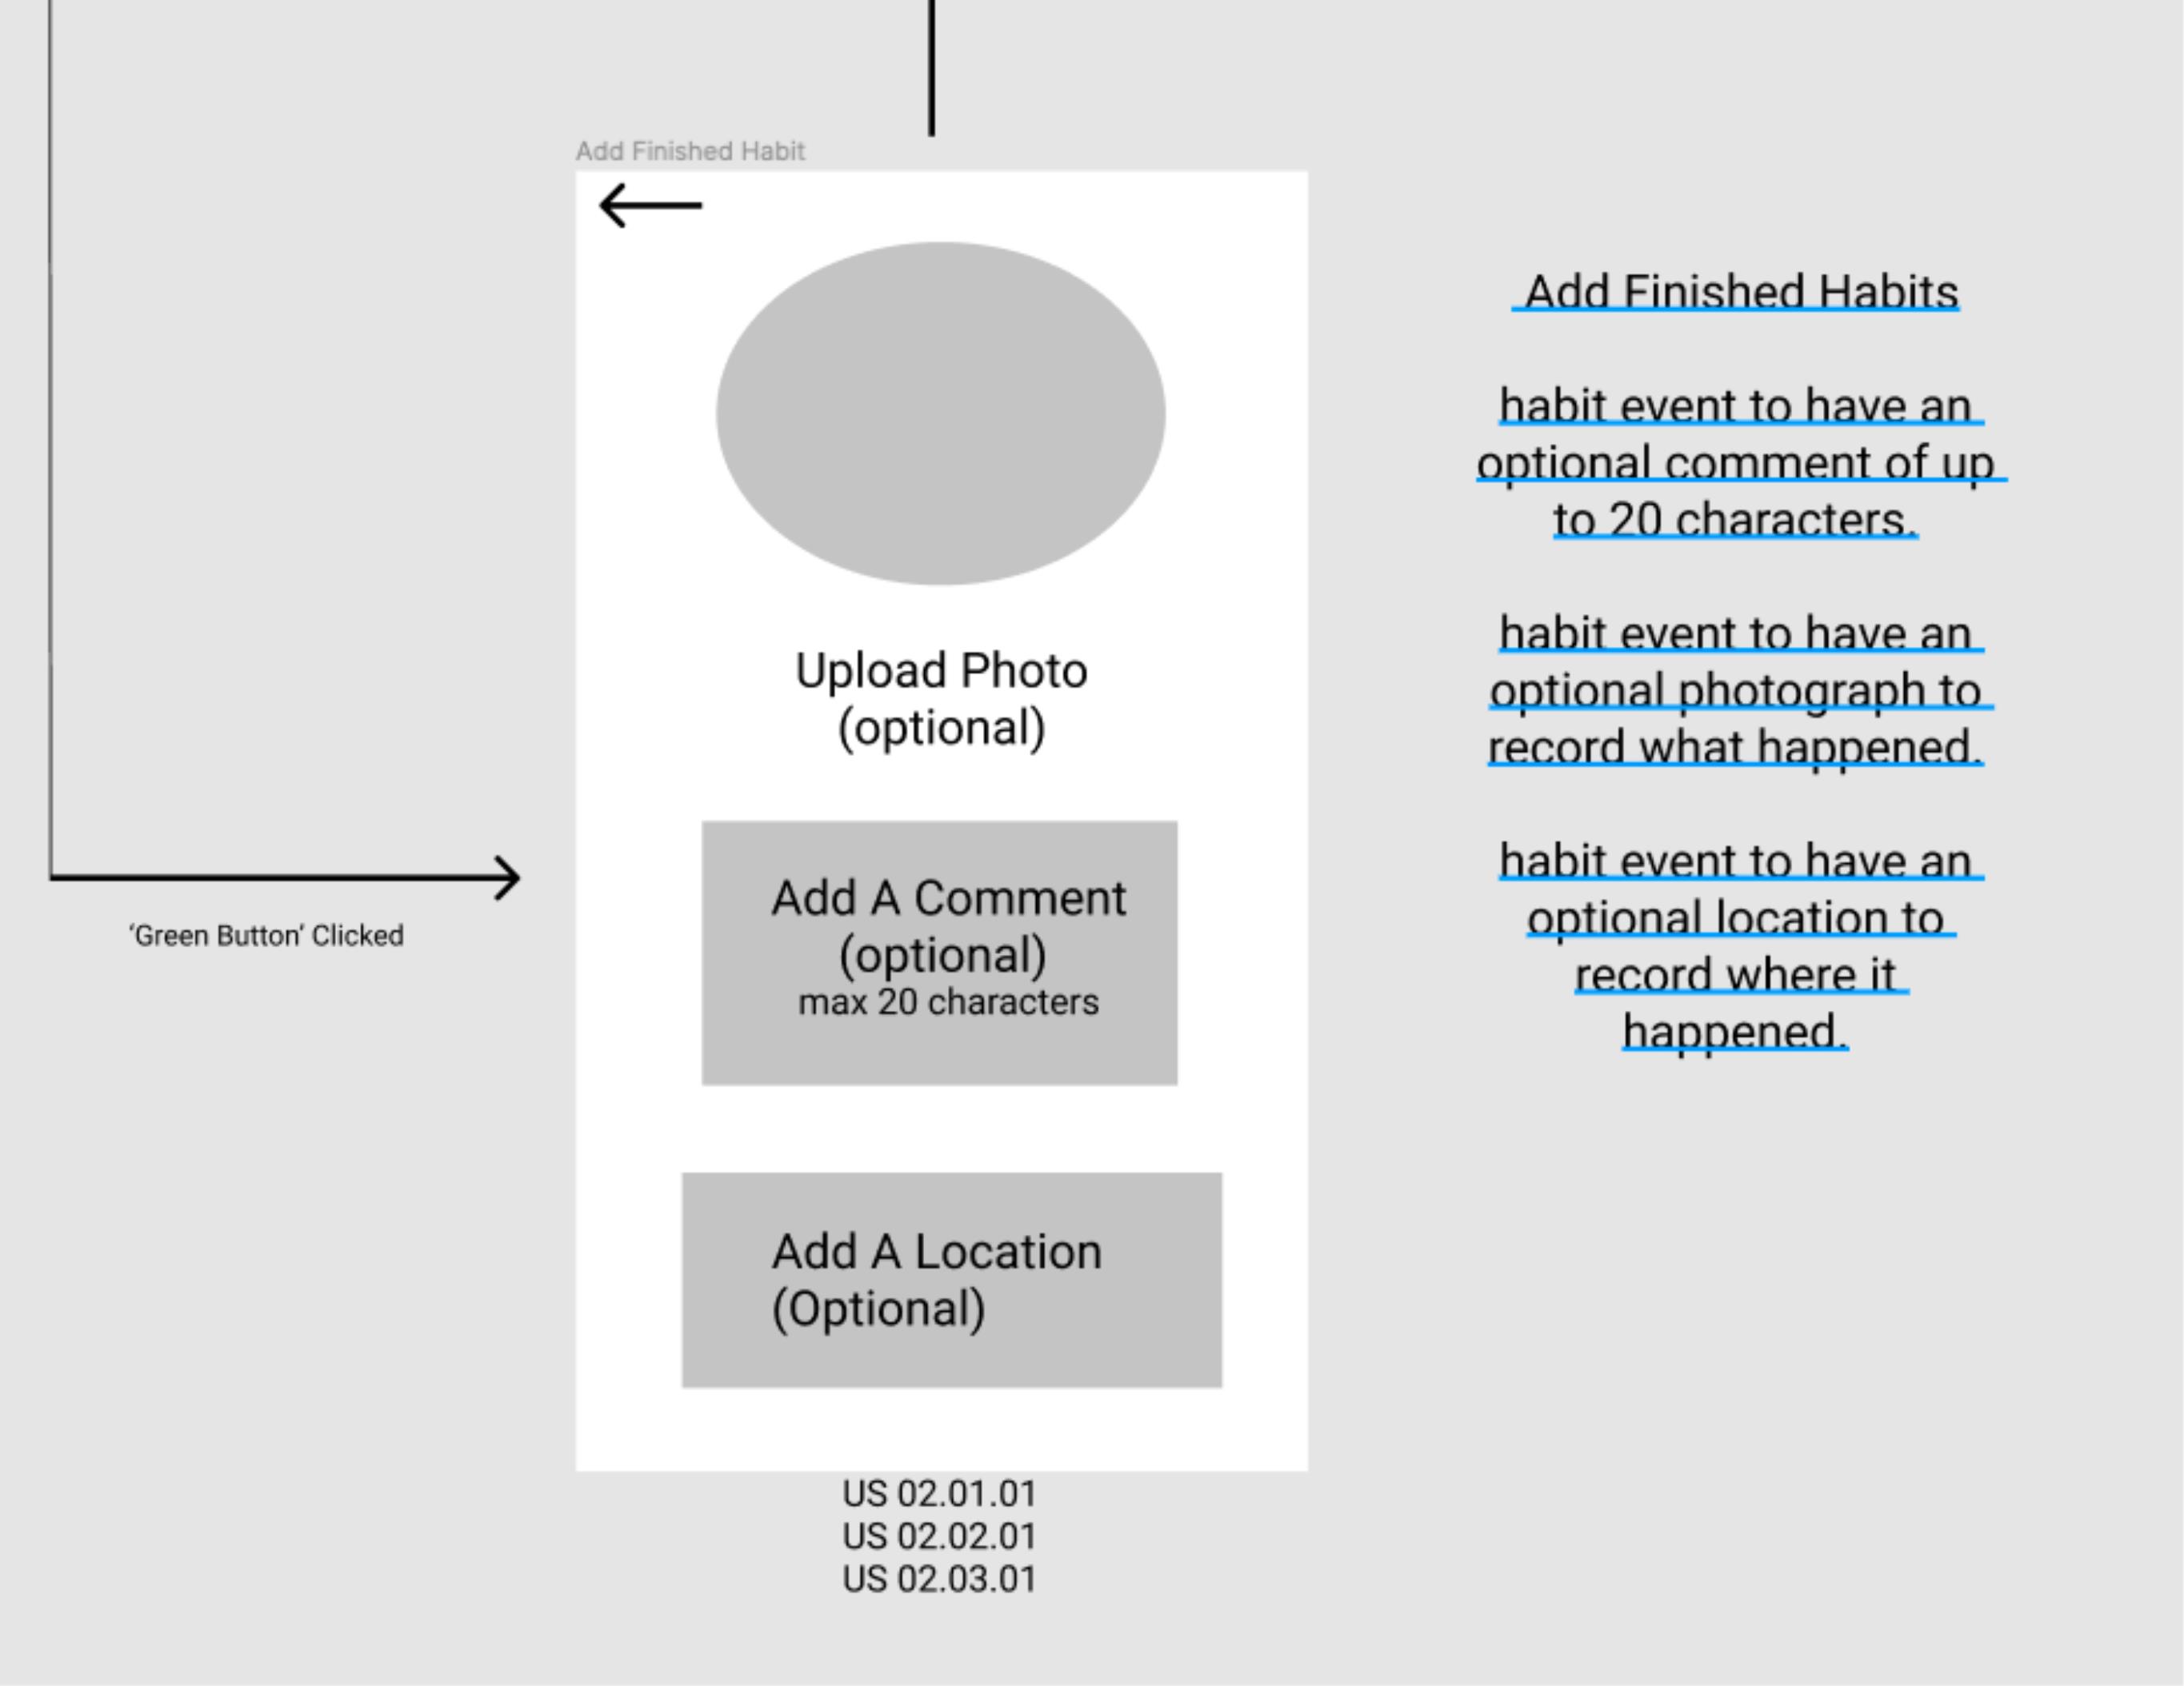 Add Finished Habit
Upload Photo
(optional)
Add A Comment
(optional)
max 20 characters
Add A Location
(Optional)
US 02.01.01
US 02.02.01
US 02.03.01
‘Green Button’ Clicked
Add Finished Habits
habit event to have an
optional comment of up
to 20 characters.
habit event to have an
optional photograph to
record what happened.
habit event to have an
optional location to
record where it
happened.